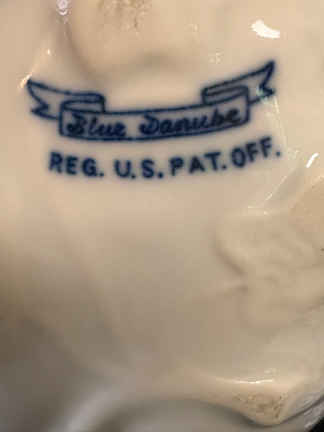 Blue Danube
REG. U.S. PAT. OFF.